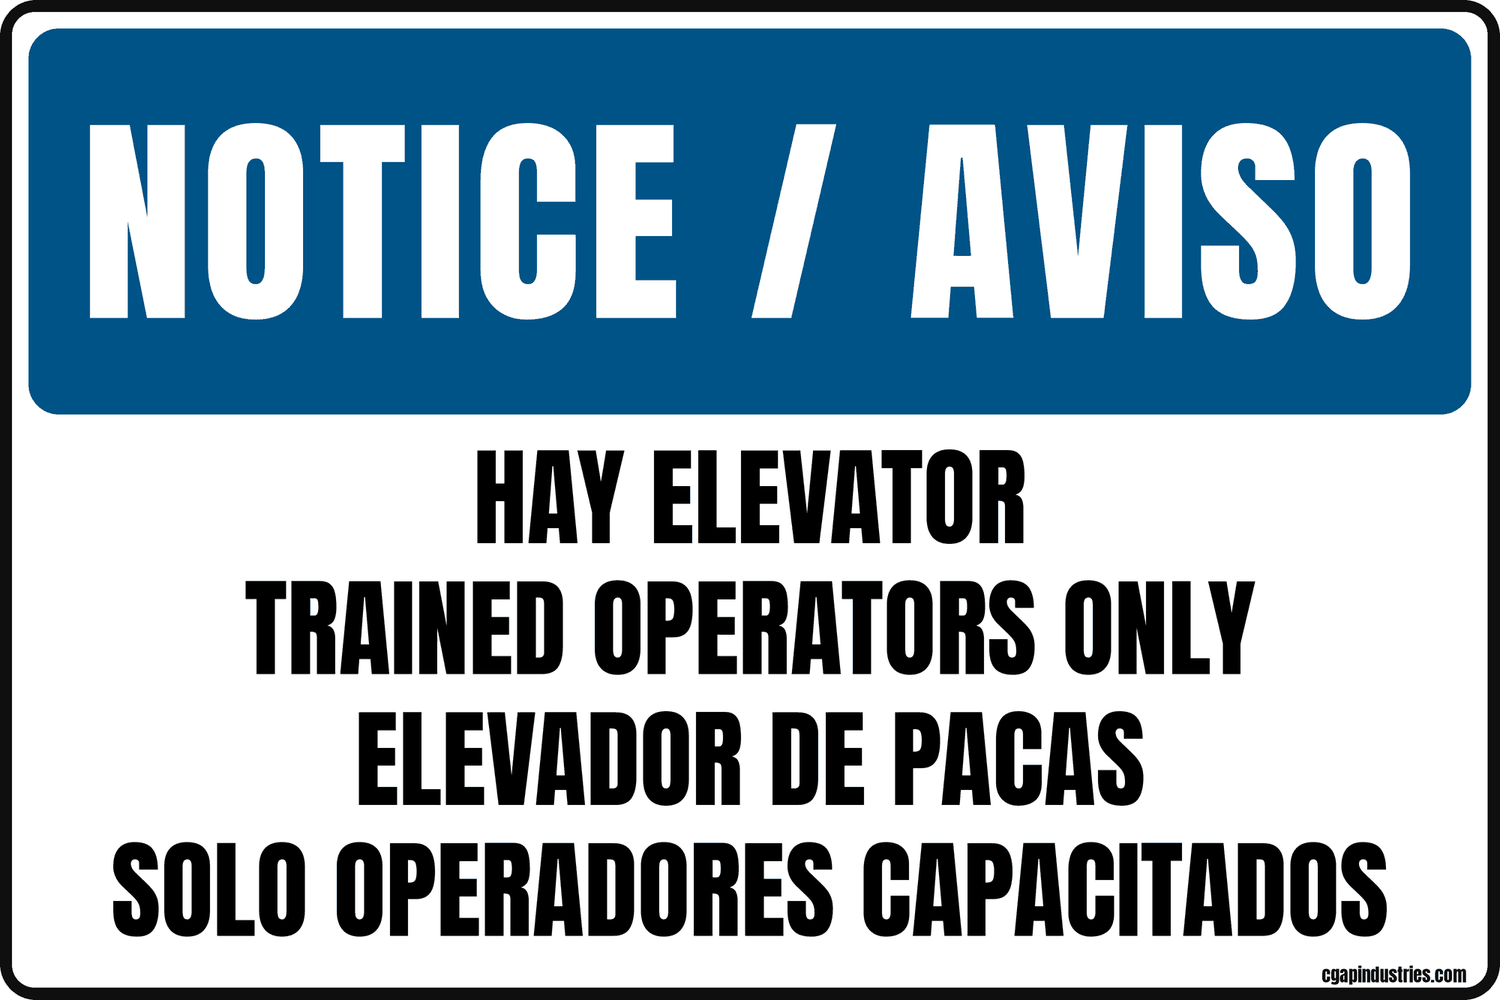 NOTICE / AVISO
HAY ELEVATOR
TRAINED OPERATORS ONLY
ELEVADOR DE PACAS
SOLO OPERADORES CAPACITADOS
cgapindustries.com